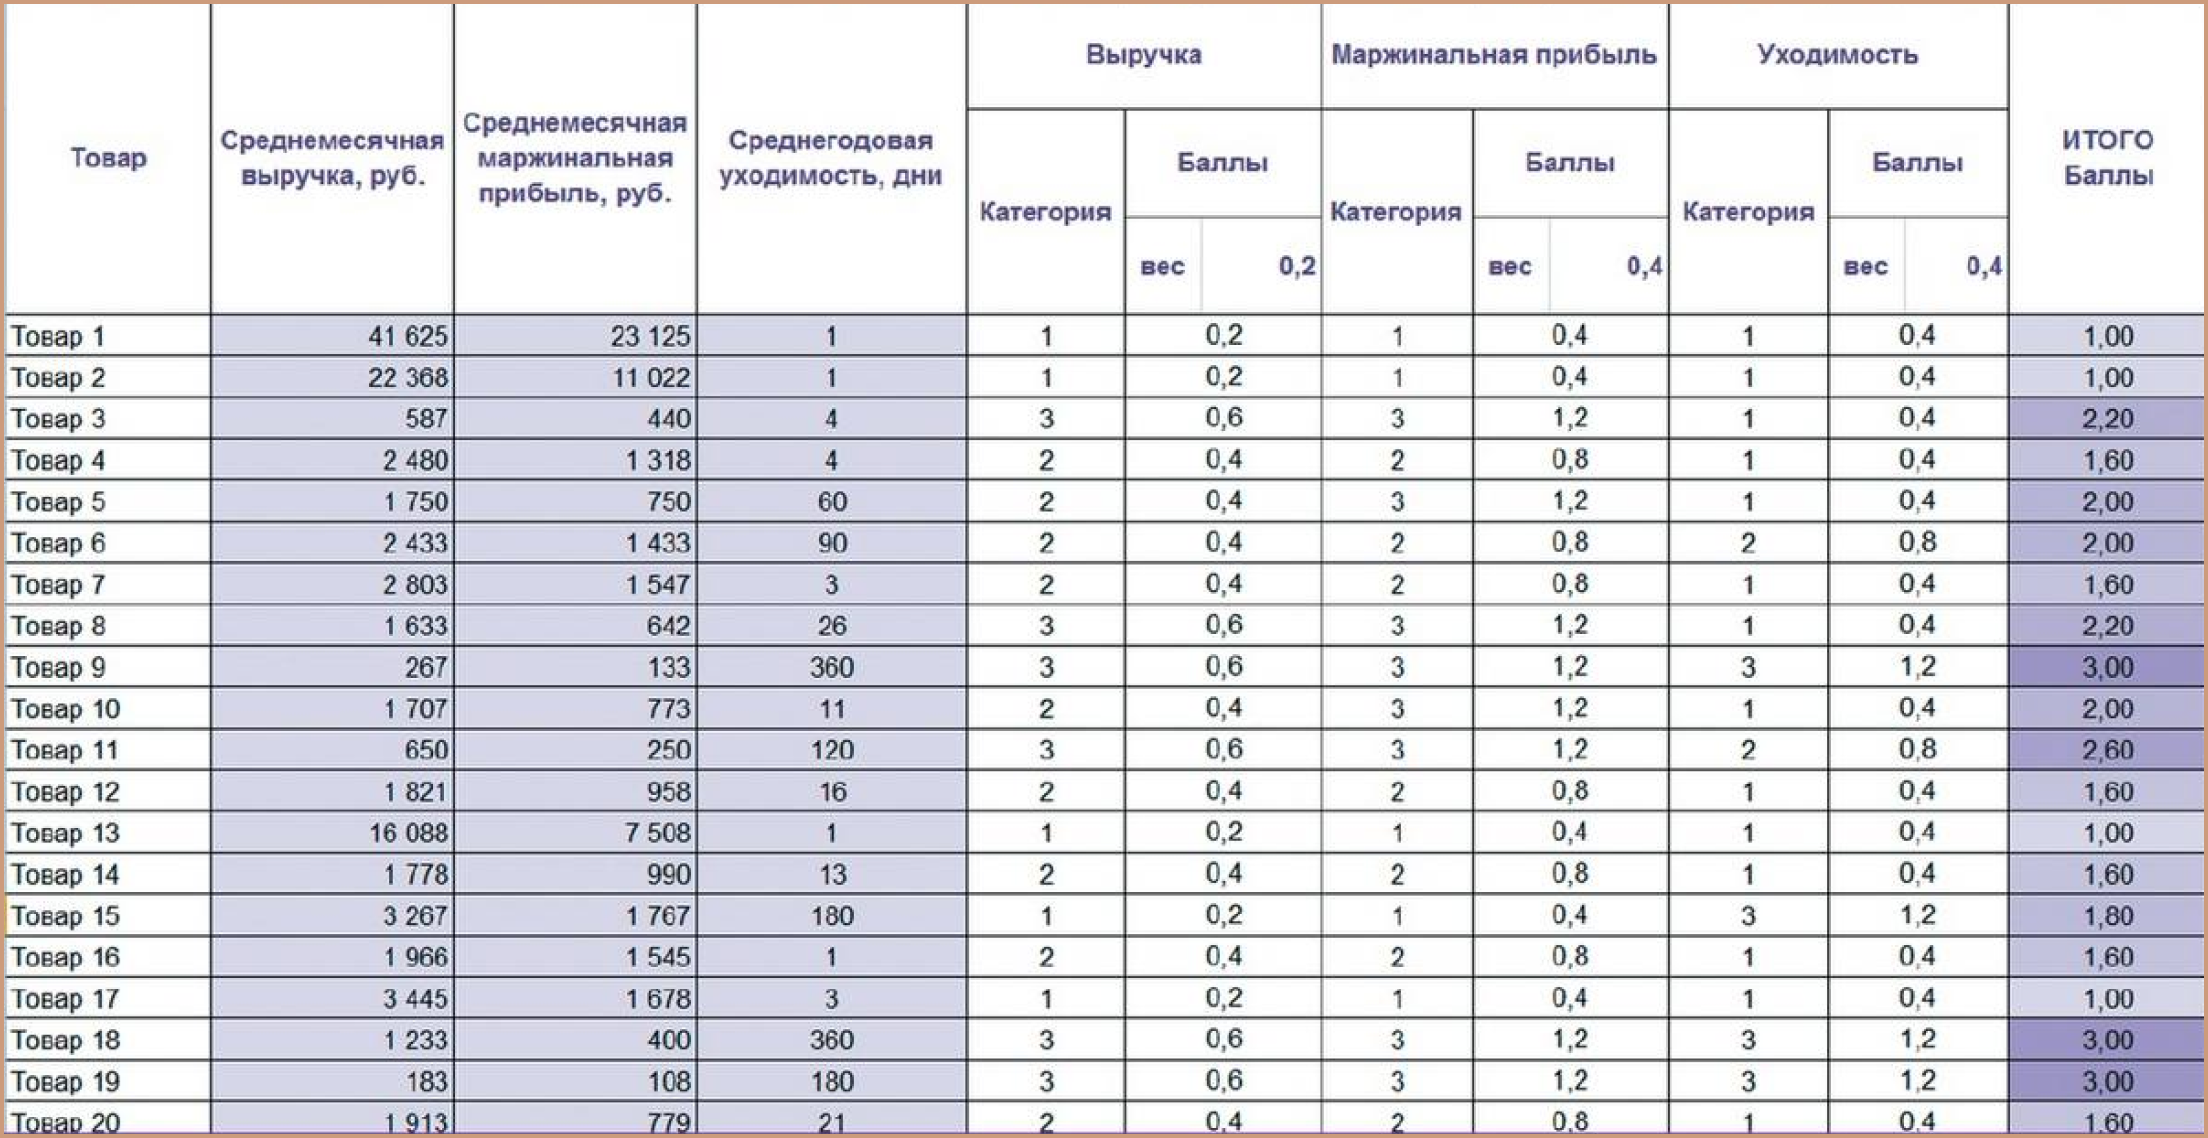 Товар Среднемесячная выручка, руб. Среднемесячная маржинальная прибыль, руб. Среднегодовая уходимость, дни Выручка Маржинальная прибыль Уходимость ИТОГО Баллы
Категория Баллы Категория Баллы Категория Баллы
вес 0,2 вес 0,4 вес 0,4
Товар 1 41 625 23 125 1 1 0,2 1 0,4 1 0,4 1,00
Товар 2 22 368 11 022 1 1 0,2 1 0,4 1 0,4 1,00
Товар 3 587 440 4 3 0,6 3 1,2 1 0,4 2,20
Товар 4 2 480 1 318 4 2 0,4 2 0,8 1 0,4 1,60
Товар 5 1 750 750 60 2 0,4 3 1,2 1 0,4 2,00
Товар 6 2 433 1 433 90 2 0,4 2 0,8 2 0,8 2,00
Товар 7 2 803 1 547 3 2 0,4 2 0,8 1 0,4 1,60
Товар 8 1 633 642 26 3 0,6 3 1,2 1 0,4 2,20
Товар 9 267 133 360 3 0,6 3 1,2 3 1,2 3,00
Товар 10 1 707 773 11 2 0,4 3 1,2 1 0,4 2,00
Товар 11 650 250 120 3 0,6 3 1,2 2 0,8 2,60
Товар 12 1 821 958 16 2 0,4 2 0,8 1 0,4 1,60
Товар 13 16 088 7 508 1 1 0,2 1 0,4 1 0,4 1,00
Товар 14 1 778 990 13 2 0,4 2 0,8 1 0,4 1,60
Товар 15 3 267 1 767 180 1 0,2 1 0,4 3 1,2 1,80
Товар 16 1 966 1 545 1 2 0,4 2 0,8 1 0,4 1,60
Товар 17 3 445 1 678 3 1 0,2 1 0,4 1 0,4 1,00
Товар 18 1 233 400 360 3 0,6 3 1,2 3 1,2 3,00
Товар 19 183 108 180 3 0,6 3 1,2 3 1,2 3,00
Товар 20 1 913 779 21 2 0,4 2 0,8 1 0,4 1,60